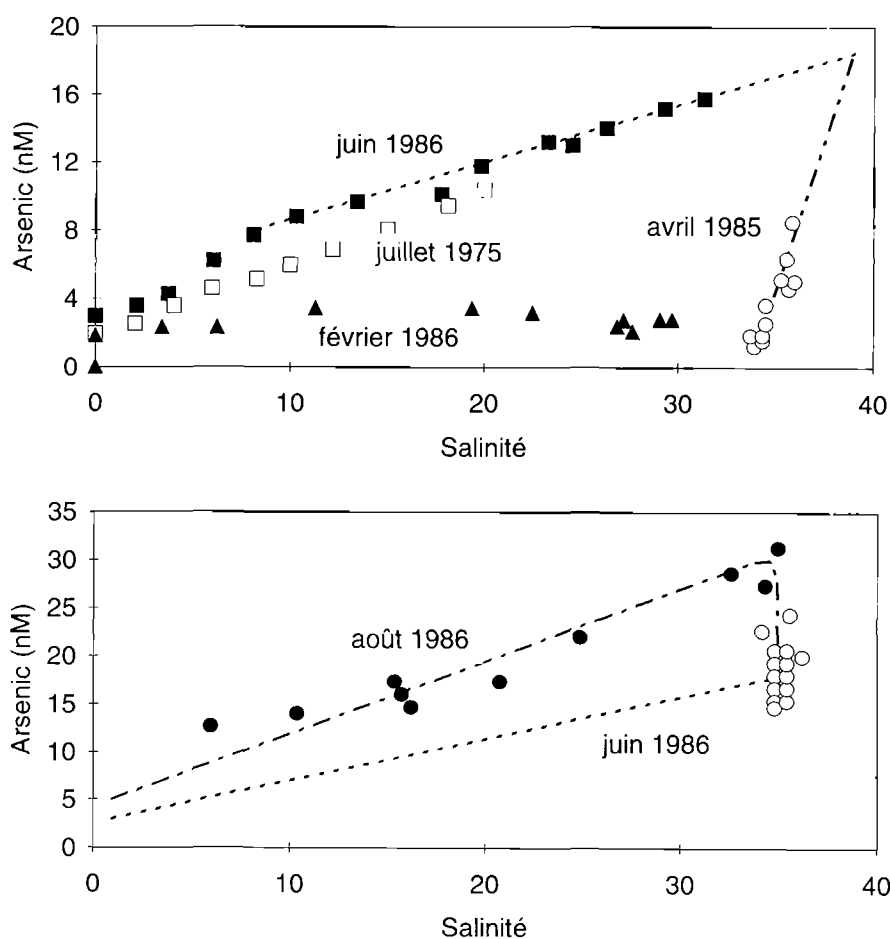 20
16
12
8
4
0
Arsenic (nM)
juin 1986
juillet 1975
avril 1985
février 1986
0 10 20 30 40
Salinité
35
30
25
20
15
10
5
0
Arsenic (nM)
août 1986
juin 1986
0 10 20 30 40
Salinité